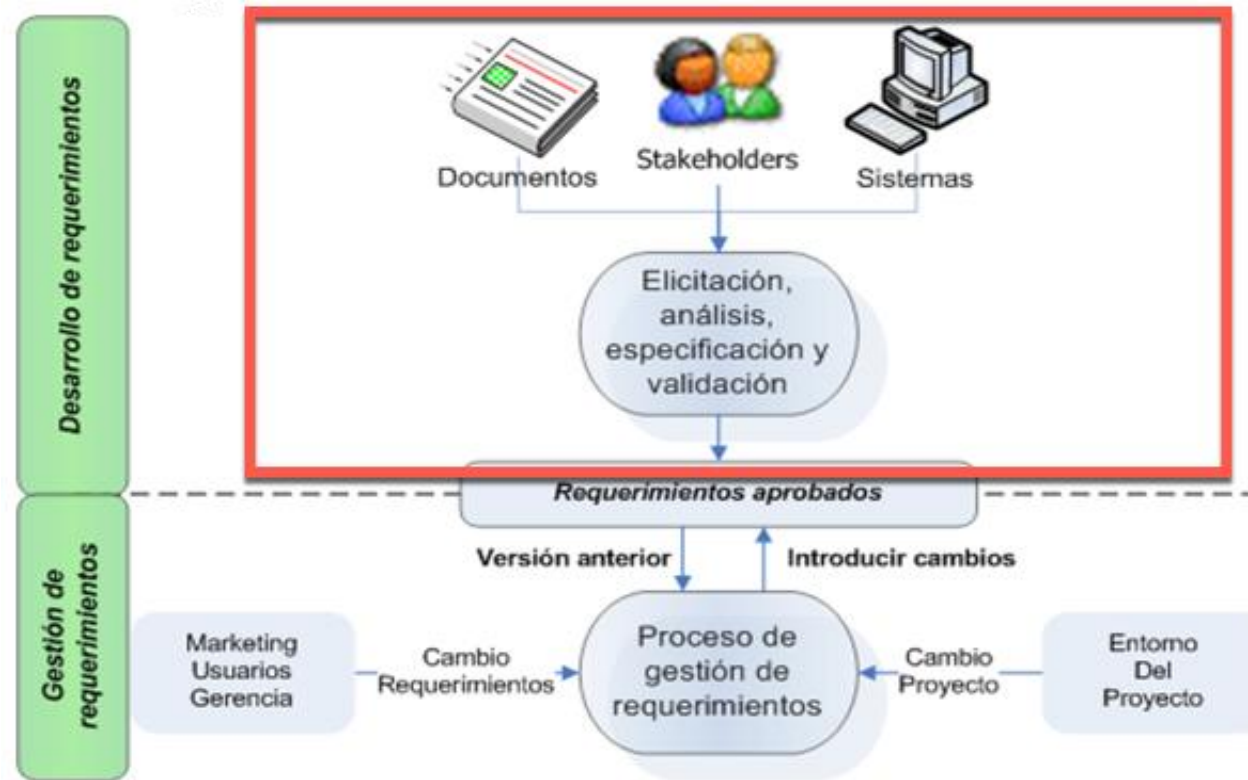 Desarrollo de requerimientos
Documentos
Stakeholders
Sistemas
Elicitación,
análisis,
especificación y
validación
Requerimientos aprobados
Gestión de
requerimientos
Versión anterior
Introducir cambios
Marketing
Usuarios
Gerencia
Cambio
Requerimientos
Proceso de
gestión de
requerimientos
Cambio
Proyecto
Entorno
Del
Proyecto